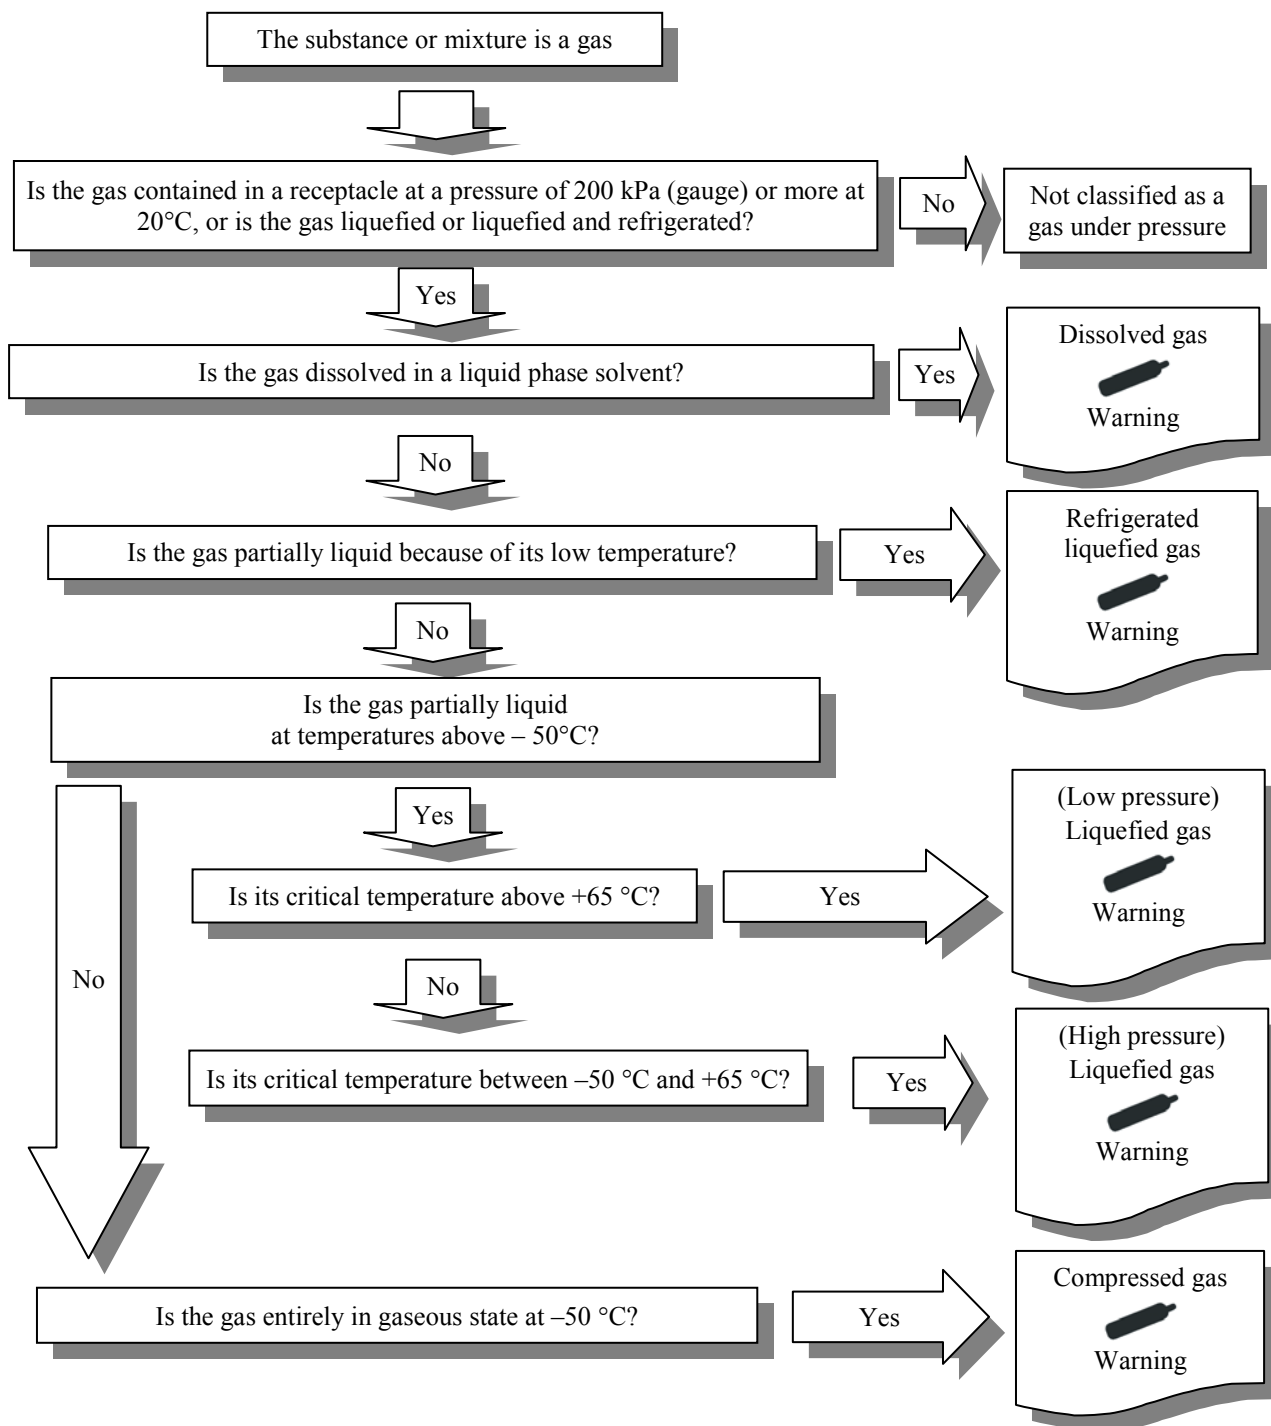 The substance or mixture is a gas
Is the gas contained in a receptacle at a pressure of 200 kPa (gauge) or more at
20°C, or is the gas liquefied or liquefied and refrigerated?
No
Not classified as a
gas under pressure
Yes
Is the gas dissolved in a liquid phase solvent?
Yes
Dissolved gas
Warning
No
Is the gas partially liquid because of its low temperature?
Yes
Refrigerated
liquefied gas
Warning
No
Is the gas partially liquid
at temperatures above – 50°C?
Yes
Is its critical temperature above +65 °C?
Yes
(Low pressure)
Liquefied gas
Warning
No
No
Is its critical temperature between –50 °C and +65 °C?
Yes
(High pressure)
Liquefied gas
Warning
Is the gas entirely in gaseous state at –50 °C?
Yes
Compressed gas
Warning